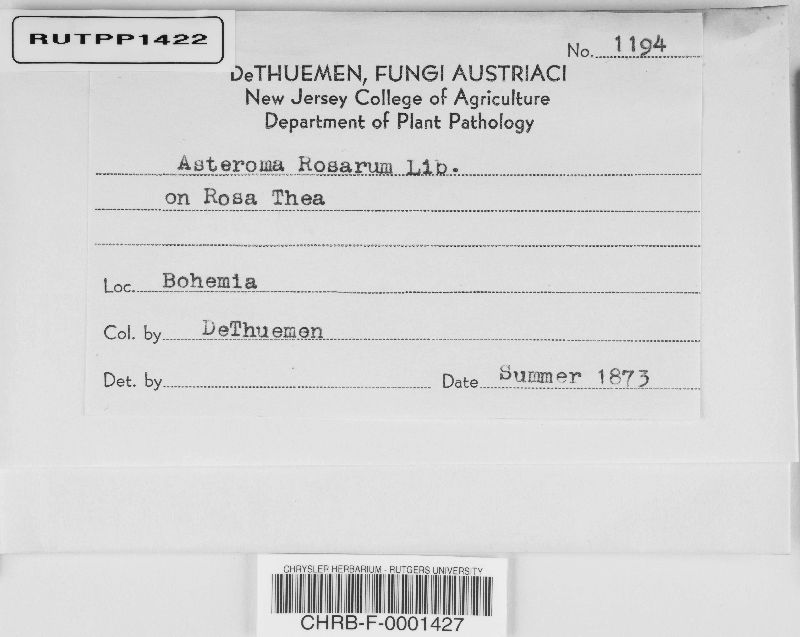 RUTPP1422
No. 1194
DeTHUEMEN, FUNGI AUSTRIACI
New Jersey College of Agriculture
Department of Plant Pathology
Asteroma Rosarum Lib.
on Rosa Thea
Loc. Bohemia
Col. by DeThuemen
Det. by Date Summer 1873
CHRYSLER HERBARIUM - RUTGERS UNIVERSITY
CHRB-F-0001427